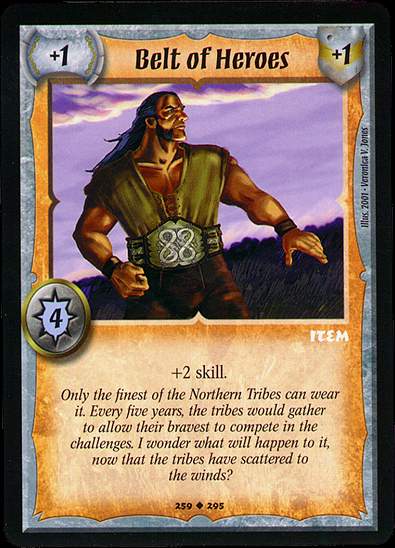 +1
Belt of Heroes
+1
Illus. 2001 • Veronica V. Jones
4
ITEM
+2 skill.
Only the finest of the Northern Tribes can wear
it. Every five years, the tribes would gather
to allow their bravest to compete in the
challenges. I wonder what will happen to it,
now that the tribes have scattered to
the winds?
259 ◆ 295